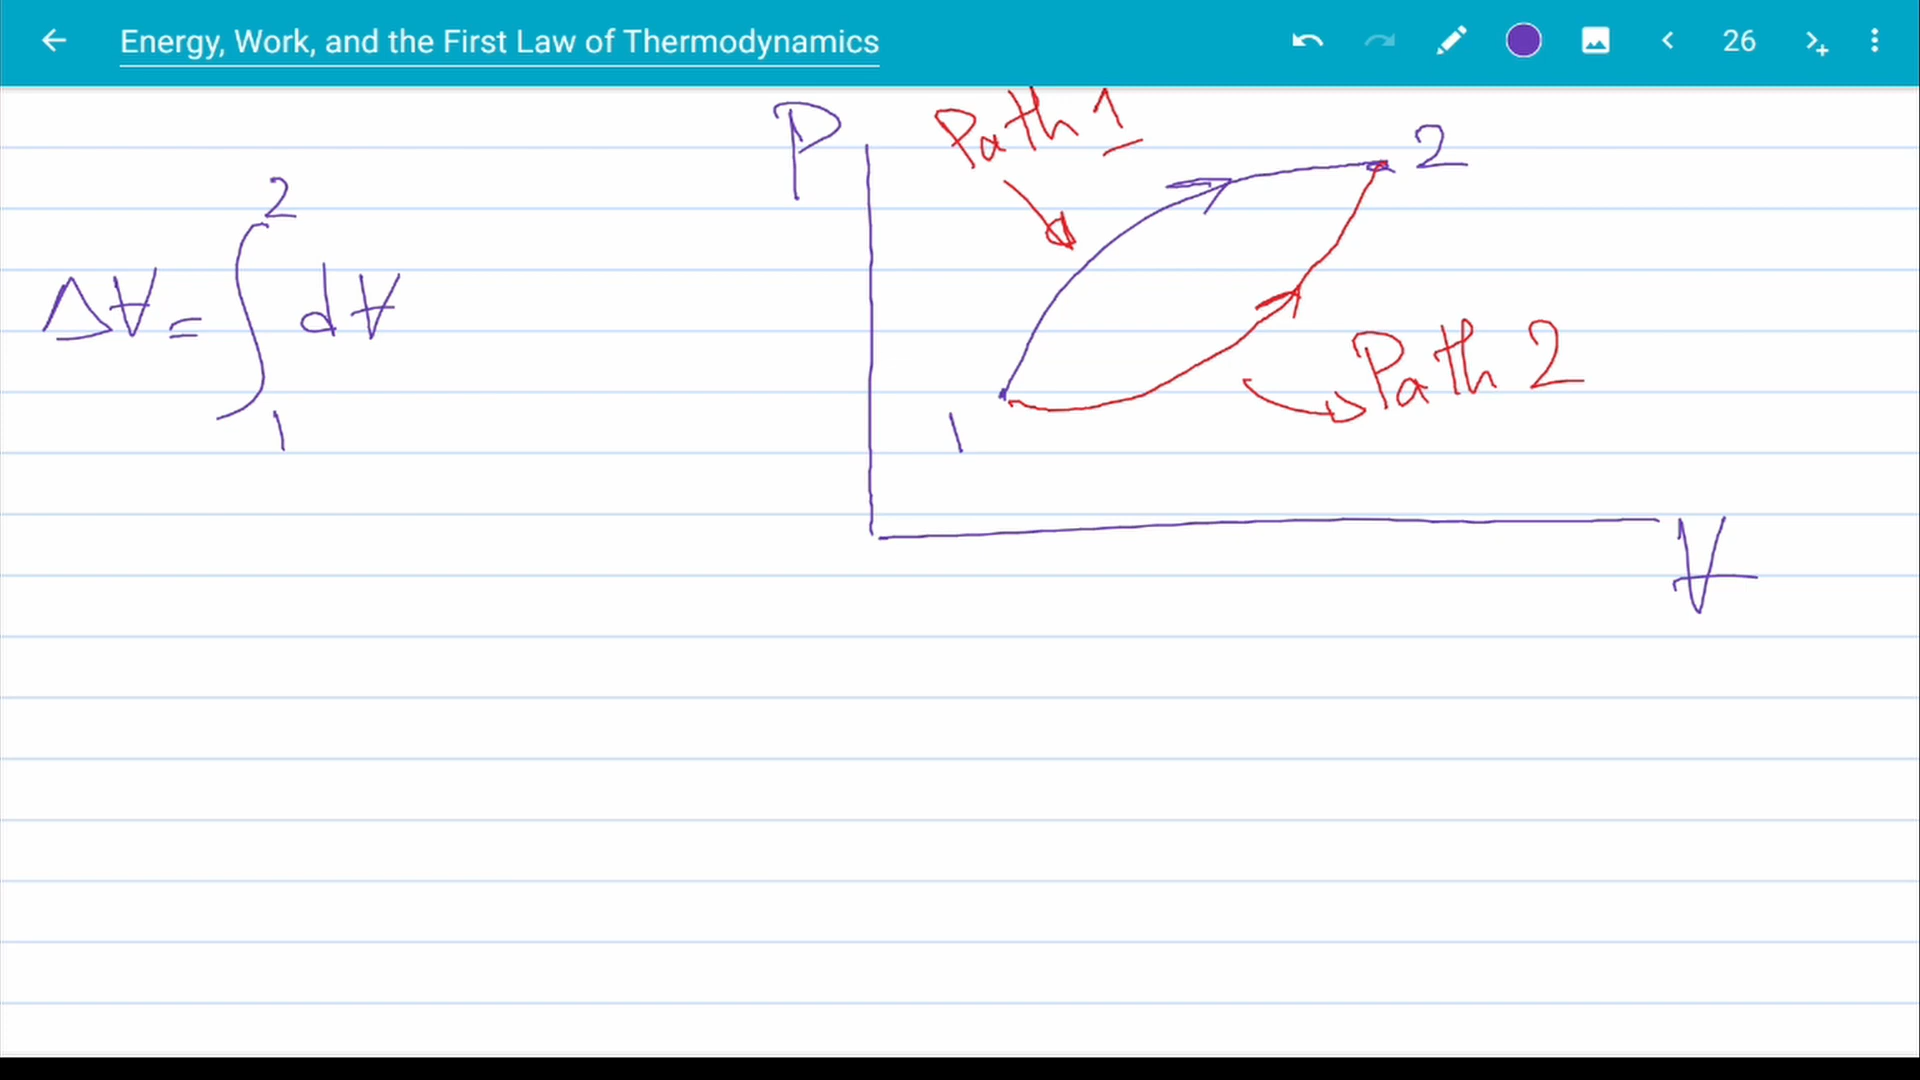 Energy, Work, and the First Law of Thermodynamics
26
P
Path 1
2
ΔV̶ = ∫₁² dV̶
Path 2
1
V̶